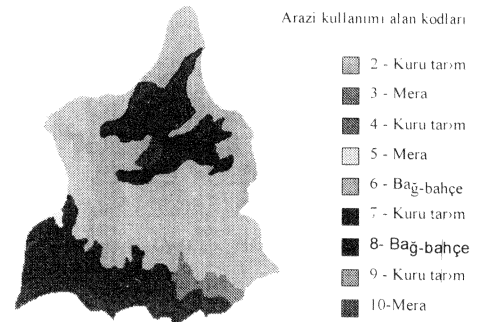 Arazi kullanımı alan kodları
2 - Kuru tarım
3 - Mera
4 - Kuru tarım
5 - Mera
6 - Bağ-bahçe
7 - Kuru tarım
8- Bağ-bahçe
9 - Kuru tarım
10-Mera